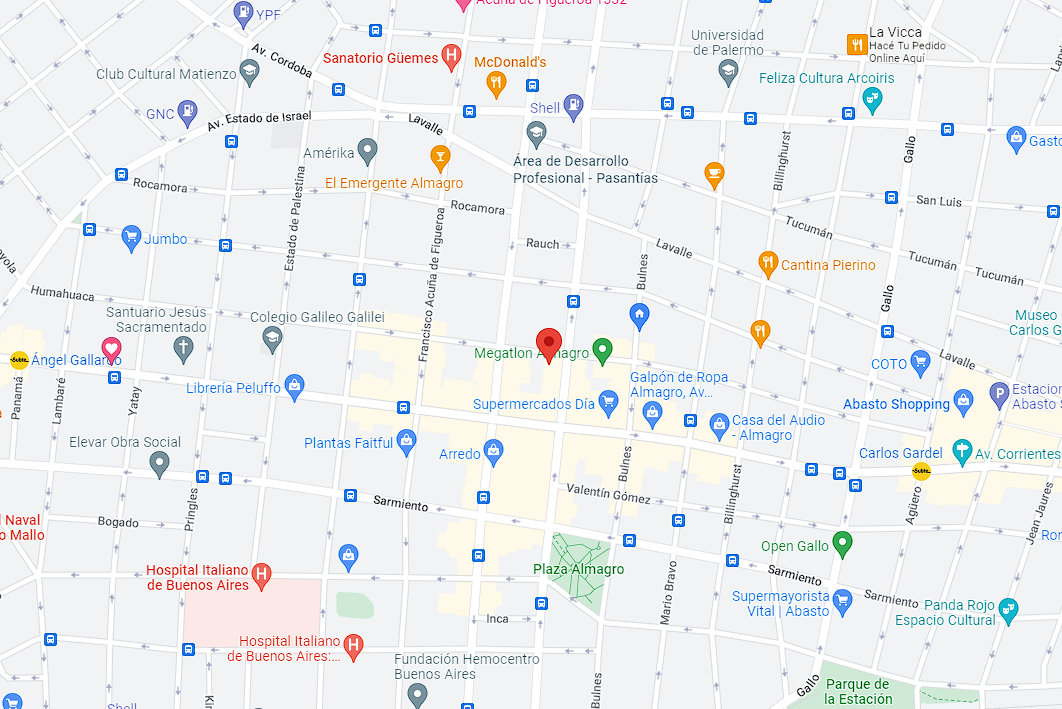 Acuña de Figueroa 1352
YPF
Universidad
de Palermo
La Vicca
Hacé Tu Pedido
Online Aquí
Av. Cordoba
Sanatorio Güemes
McDonald's
Club Cultural Matienzo
Feliza Cultura Arcoiris
Shell
GNC
Av. Estado de Israel
Lavalle
Gallo
Gasto
Billinghurst
Amérika
Área de Desarrollo
Profesional - Pasantías
El Emergente Almagro
Rocamora
Estado de Palestina
Francisco Acuña de Figueroa
Rocamora
San Luis
Tucumán
Jumbo
Rauch
Lavalle
Bulnes
Tucumán
Tucumán
Cantina Pierino
Humahuaca
Gallo
Santuario Jesús
Sacramentado
Colegio Galileo Galilei
Museo
Carlos G
Ángel Gallardo
Megatlon Almagro
Lavalle
COTO
Panamá
Lambaré
Yatay
Librería Peluffo
Galpón de Ropa
Almagro, Av...
Supermercados Día
Abasto Shopping
Estacion
Abasto S
Casa del Audio
- Almagro
Elevar Obra Social
Plantas Faitful
Arredo
Carlos Gardel
Av. Corrientes
Bulnes
Billinghurst
Agüero
Jean Jaures
Pringles
Sarmiento
Valentín Gómez
l Naval
o Mallo
Bogado
Open Gallo
Ror
Hospital Italiano
de Buenos Aires
Plaza Almagro
Mario Bravo
Sarmiento
Sarmiento
Supermayorista
Vital | Abasto
Panda Rojo
Espacio Cultural
Inca
Hospital Italiano
de Buenos Aires:...
Fundación Hemocentro
Buenos Aires
Bulnes
Gallo
Parque de
la Estación
Shell